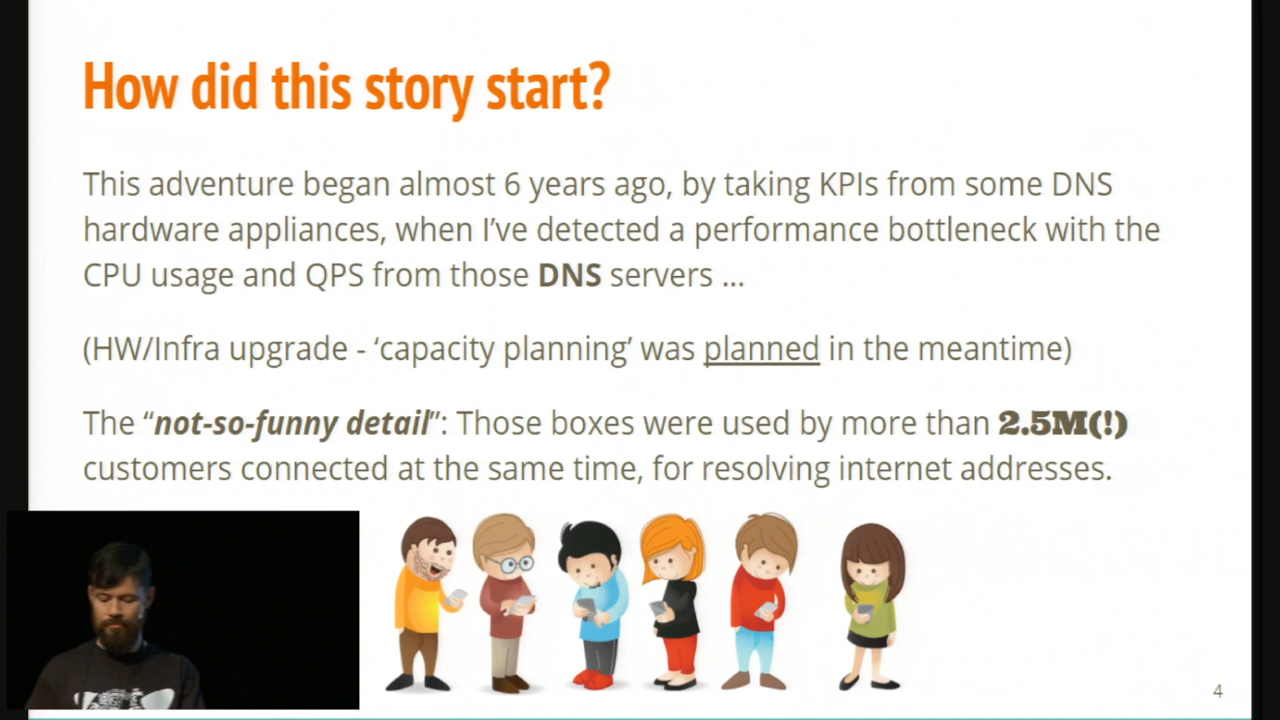 How did this story start?
This adventure began almost 6 years ago, by taking KPIs from some DNS
hardware appliances, when I’ve detected a performance bottleneck with the
CPU usage and QPS from those DNS servers ...
(HW/Infra upgrade - ‘capacity planning’ was planned in the meantime)
The “not-so-funny detail”: Those boxes were used by more than 2.5M(!)
customers connected at the same time, for resolving internet addresses.
4